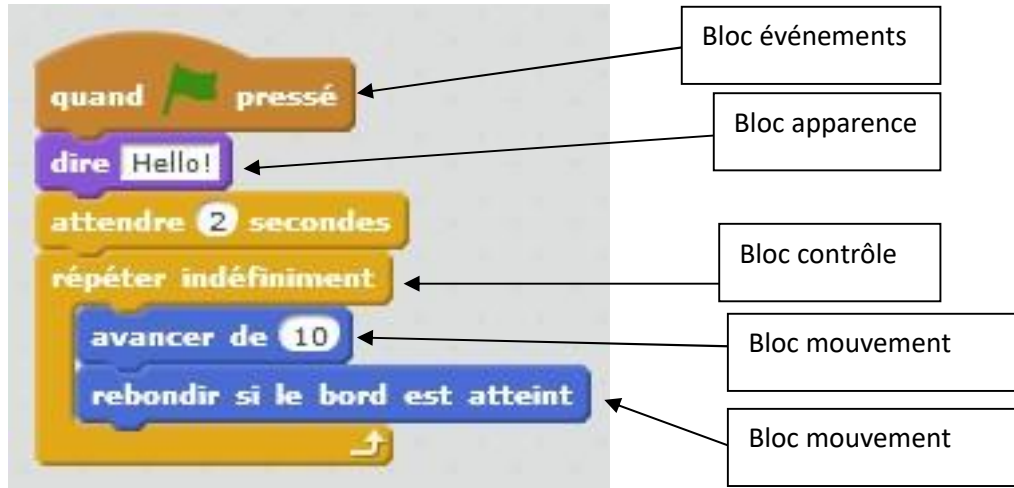 Bloc événements
quand pressé
Bloc apparence
dire Hello!
attendre 2 secondes
Bloc contrôle
répéter indéfiniment
avancer de 10
Bloc mouvement
rebondir si le bord est atteint
Bloc mouvement